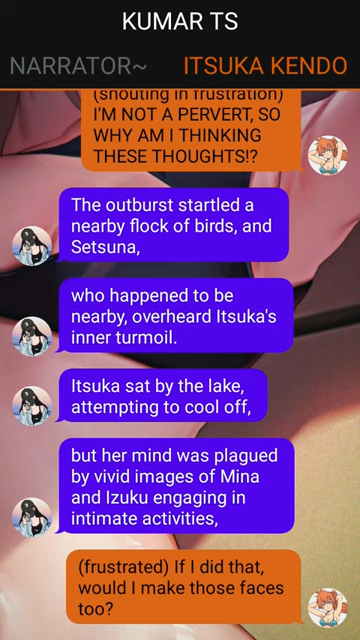 KUMAR TS
NARRATOR~
ITSUKA KENDO
(shouting in frustration)
I'M NOT A PERVERT, SO
WHY AM I THINKING
THESE THOUGHTS!?
The outburst startled a
nearby flock of birds, and
Setsuna,
who happened to be
nearby, overheard Itsuka's
inner turmoil.
Itsuka sat by the lake,
attempting to cool off,
but her mind was plagued
by vivid images of Mina
and Izuku engaging in
intimate activities,
(frustrated) If I did that,
would I make those faces
too?